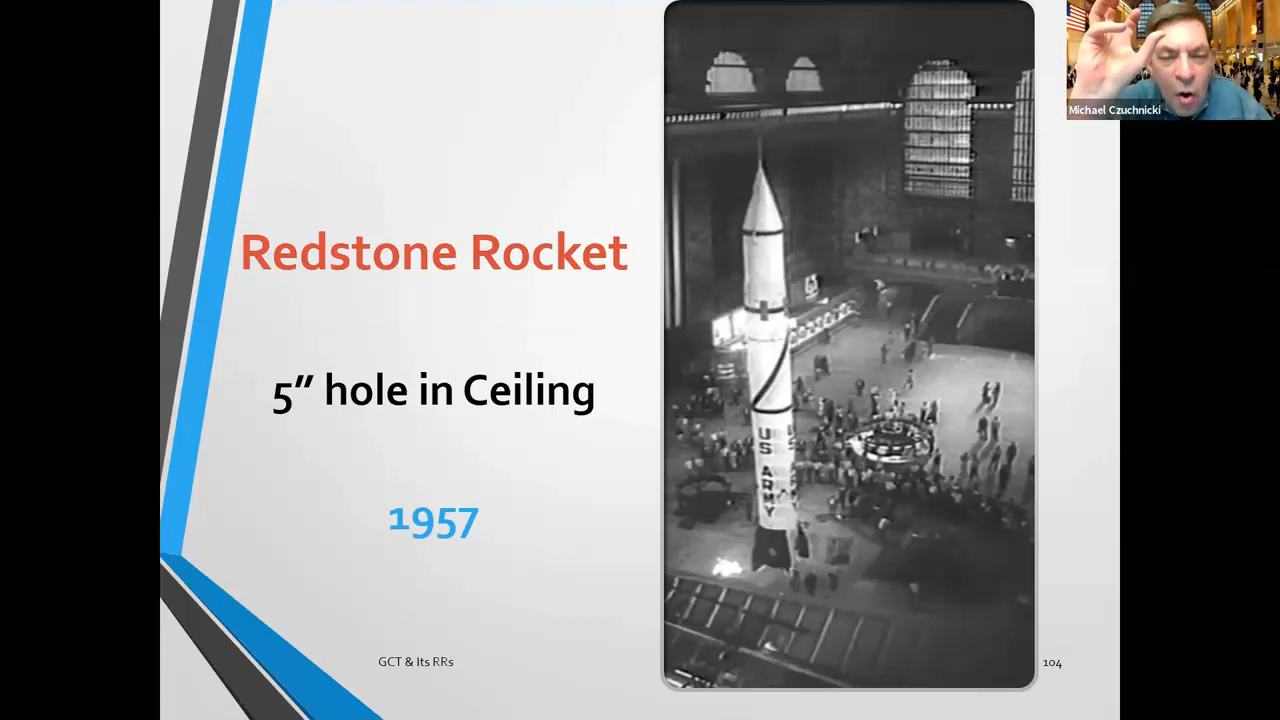 Michael Czuchnicki
Redstone Rocket
5” hole in Ceiling
1957
US ARMY
GCT & Its RRs
104